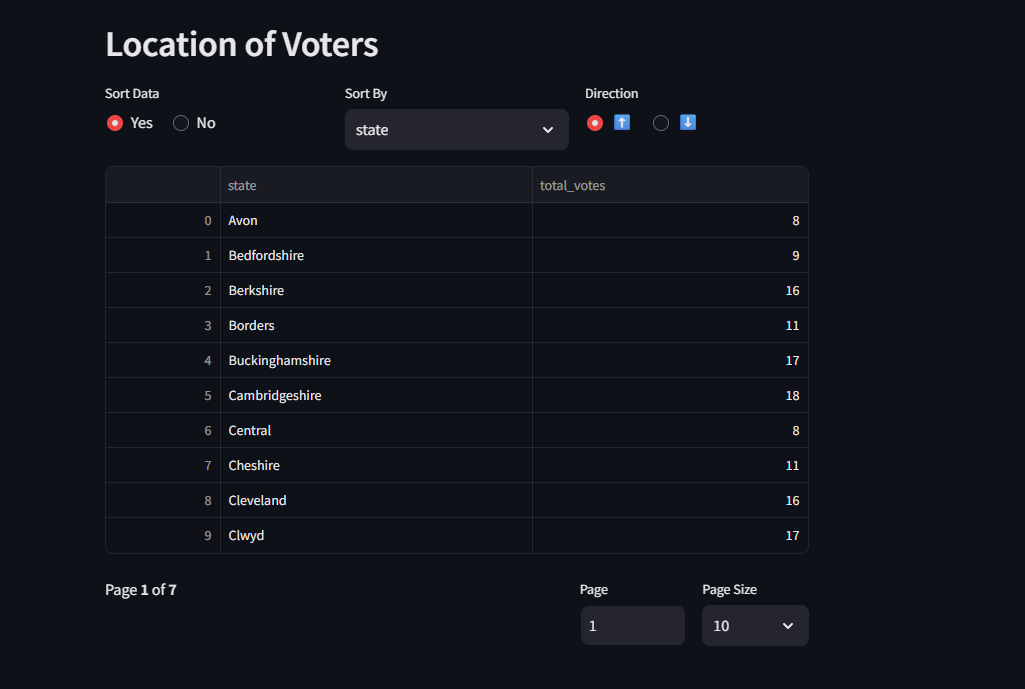 Location of Voters
Sort Data
Sort By
Direction
Yes
No
state
⬆️
⬇️
state total_votes
0 Avon 8
1 Bedfordshire 9
2 Berkshire 16
3 Borders 11
4 Buckinghamshire 17
5 Cambridgeshire 18
6 Central 8
7 Cheshire 11
8 Cleveland 16
9 Clwyd 17
Page 1 of 7
Page
Page Size
1
10